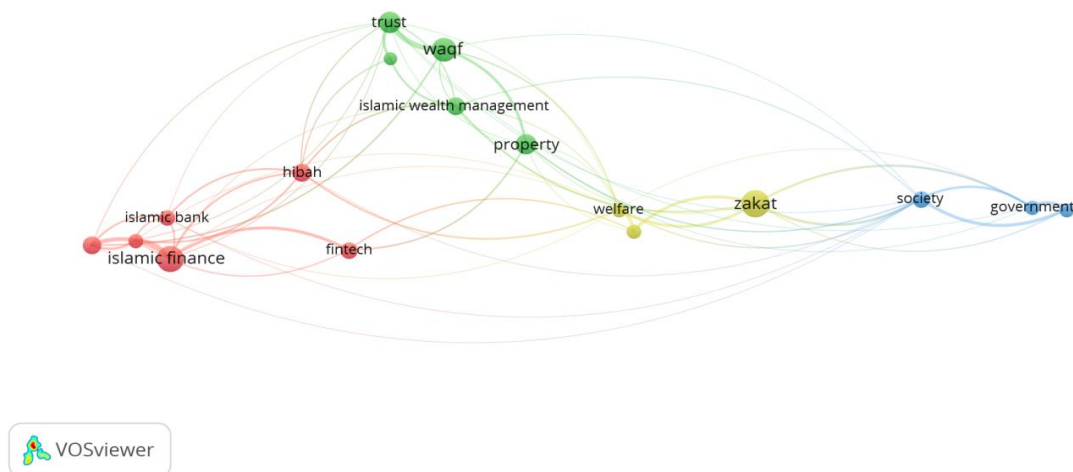 trust
waqf
islamic wealth management
property
hibah
islamic bank
islamic finance
fintech
welfare
zakat
society
government
VOSviewer